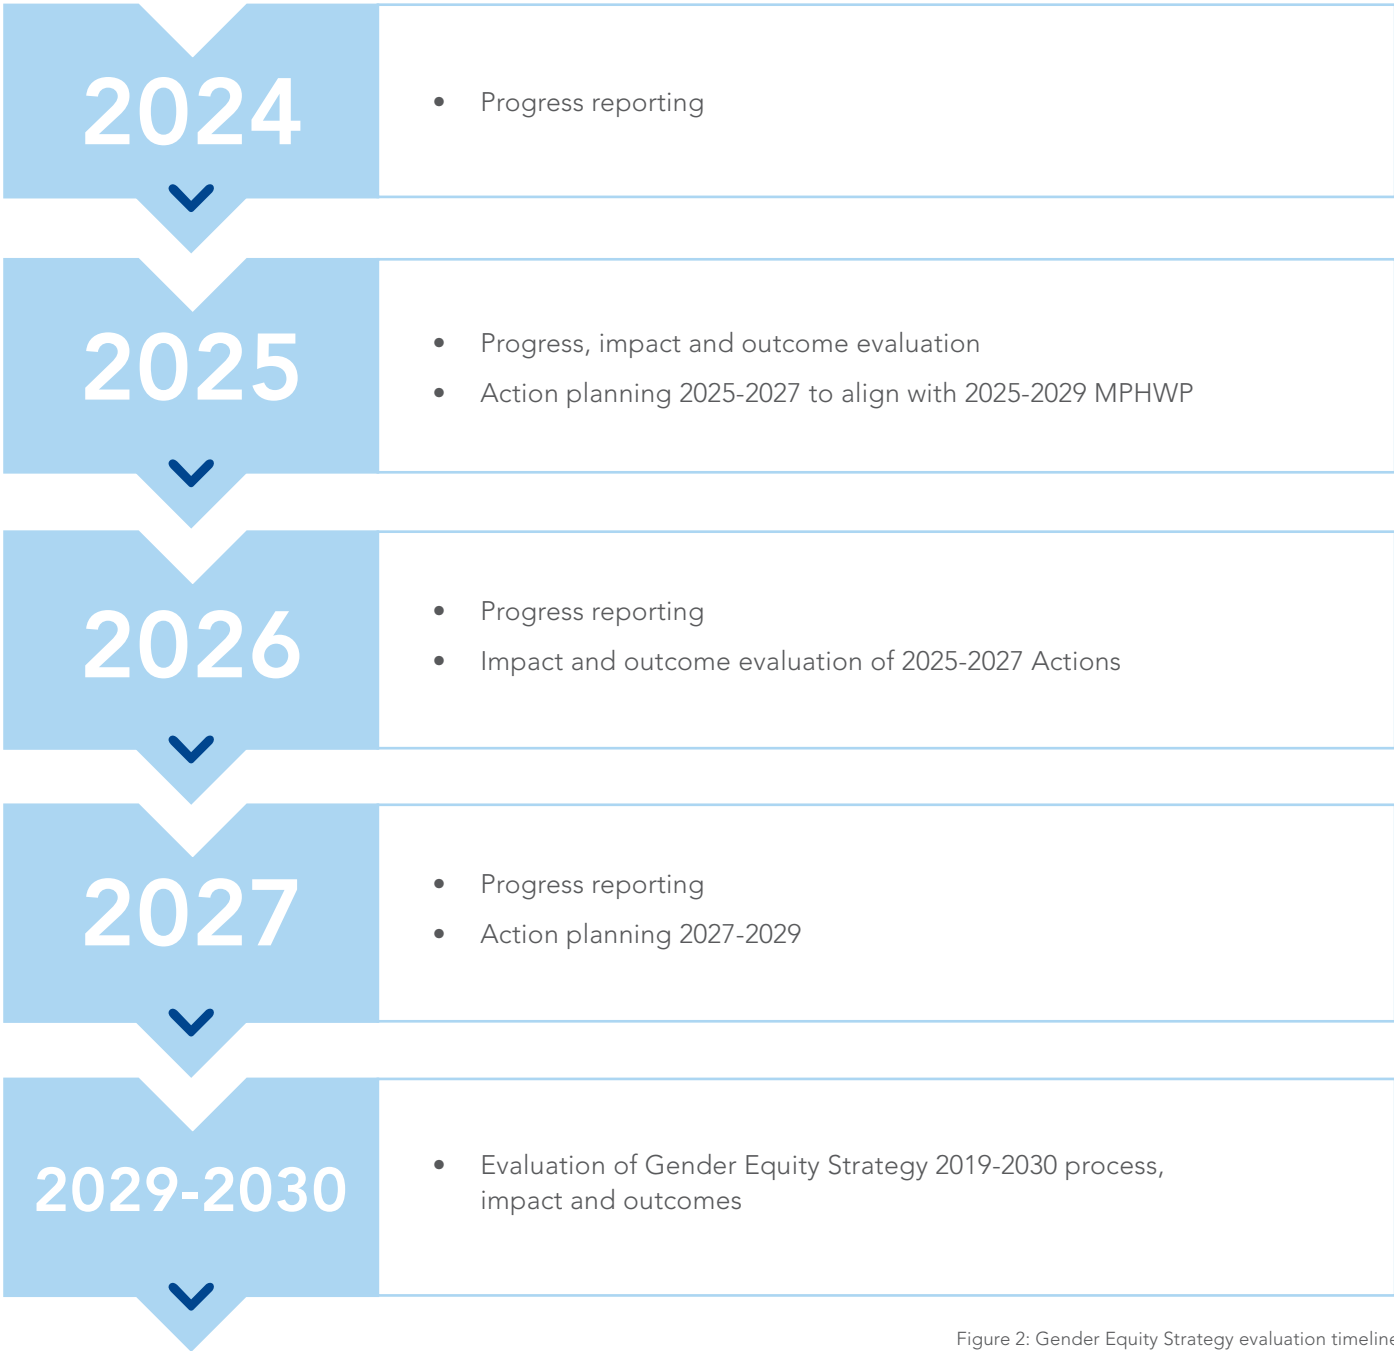 2024
• Progress reporting
2025
• Progress, impact and outcome evaluation
• Action planning 2025-2027 to align with 2025-2029 MPHWP
2026
• Progress reporting
• Impact and outcome evaluation of 2025-2027 Actions
2027
• Progress reporting
• Action planning 2027-2029
2029-2030
• Evaluation of Gender Equity Strategy 2019-2030 process,
impact and outcomes
Figure 2: Gender Equity Strategy evaluation timeline